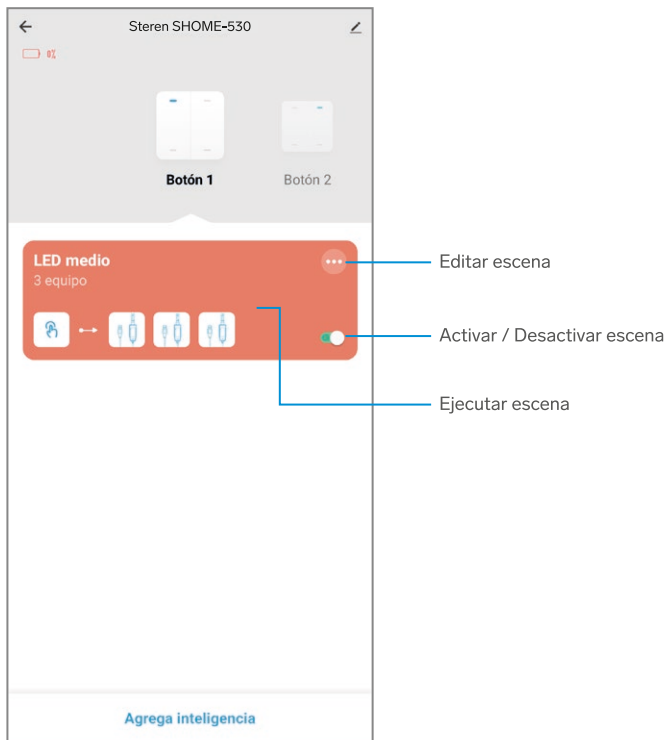 Steren SHOME-530
0%
Botón 1
Botón 2
LED medio
3 equipo
Editar escena
Activar / Desactivar escena
Ejecutar escena
Agrega inteligencia